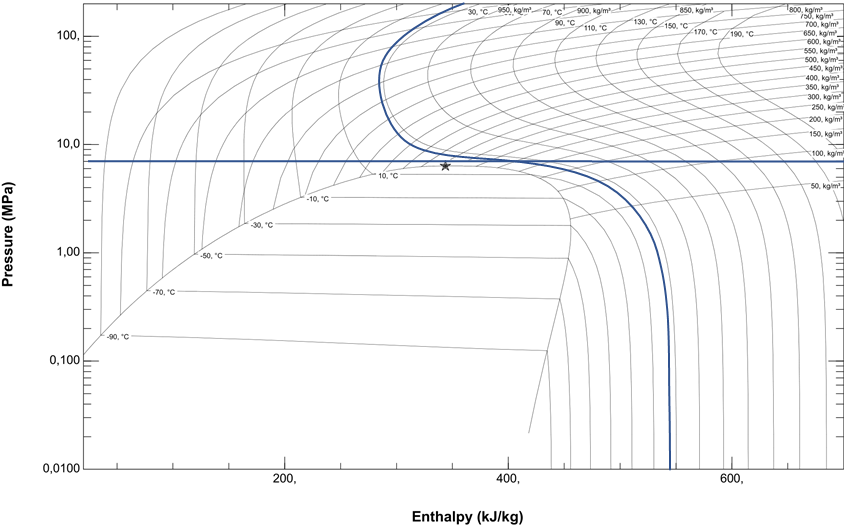 30, °C 950, kg/m³ 70, °C 900, kg/m³ 850, kg/m³ 800, kg/m³
90, °C 110, °C 130, °C 150, °C 170, °C 190, °C
750, kg/m³
700, kg/m³
650, kg/m³
600, kg/m³
550, kg/m³
500, kg/m³
450, kg/m³
400, kg/m³
350, kg/m³
300, kg/m³
250, kg/m³
200, kg/m³
150, kg/m³
100, kg/m³
50, kg/m³
100,
10,0
1,00
0,100
0,0100
Pressure (MPa)
10, °C
-10, °C
-30, °C
-50, °C
-70, °C
-90, °C
200, 400, 600,
Enthalpy (kJ/kg)